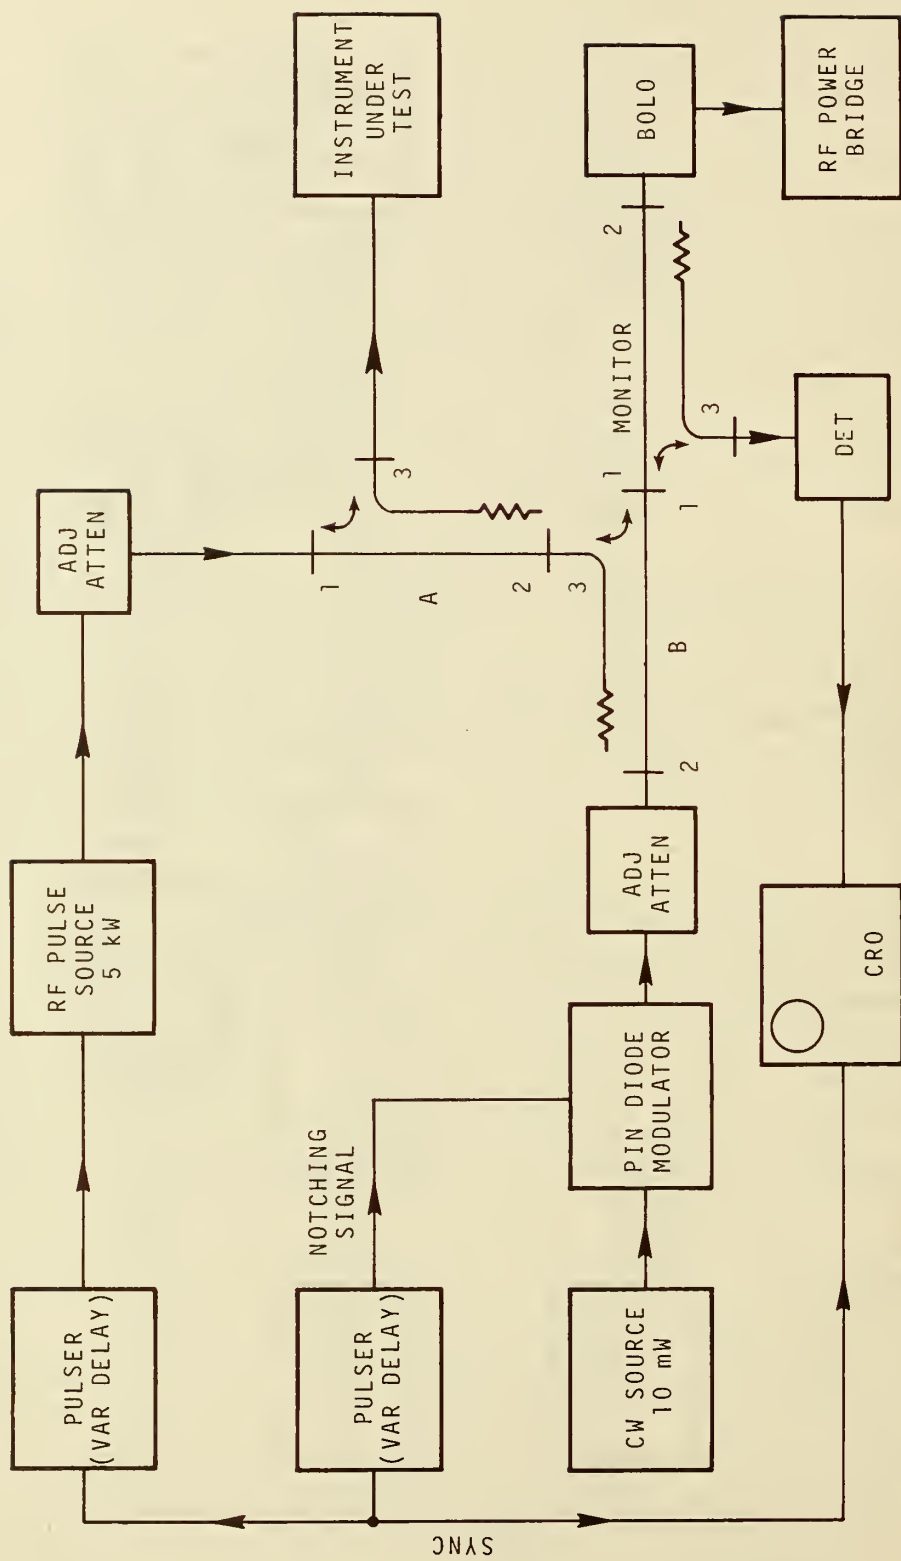 PULSER
(VAR DELAY)
RF PULSE
SOURCE
5 kW
ADJ
ATTEN
SYNC
PULSER
(VAR DELAY)
NOTCHING
SIGNAL
1
A
2
3
3
INSTRUMENT
UNDER
TEST
CW SOURCE
10 mW
PIN DIODE
MODULATOR
ADJ
ATTEN
2
B
1
1
MONITOR
2
BOLO
3
DET
RF POWER
BRIDGE
CRO